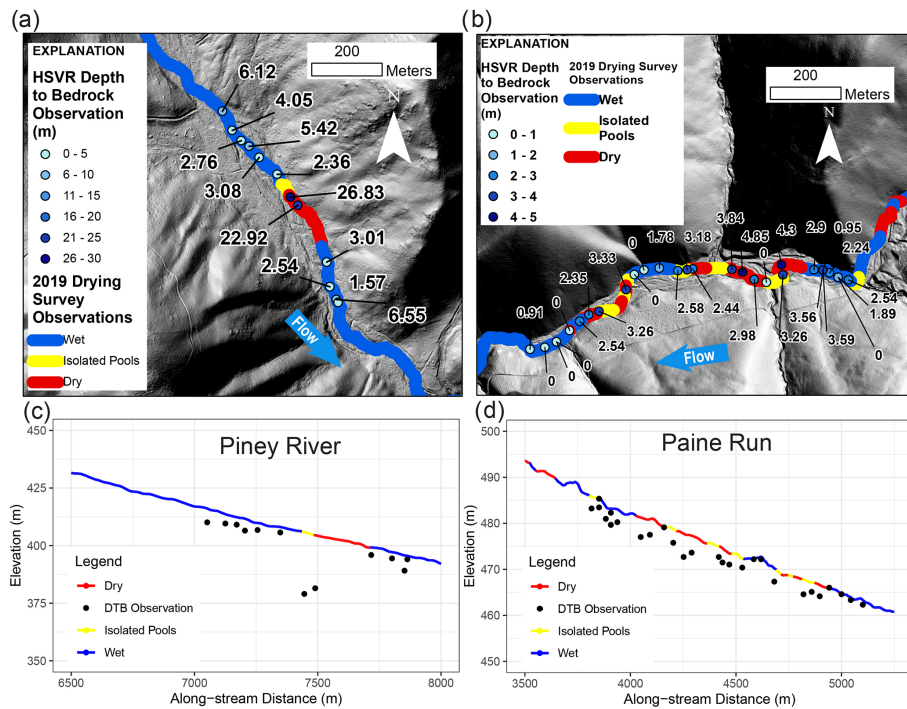 (a)
EXPLANATION
HSVR Depth
to Bedrock
Observation
(m)
0 - 5
6 - 10
11 - 15
16 - 20
21 - 25
26 - 30
2019 Drying
Survey
Observations
Wet
Isolated Pools
Dry
200
Meters
N
6.12
4.05
5.42
2.76
2.36
3.08
26.83
22.92
3.01
2.54
1.57
6.55
Flow
(b)
EXPLANATION
HSVR Depth
to Bedrock
Observation
(m)
0 - 1
1 - 2
2 - 3
3 - 4
4 - 5
2019 Drying Survey
Observations
Wet
Isolated
Pools
Dry
200
Meters
N
3.84
4.3
2.9
0.95
0
1.78
3.18
4.85
0
2.24
3.33
2.35
0
0.91
0
2.58
2.44
2.54
1.89
3.56
3.26
2.98
3.26
3.59
0
2.54
0
0
0
Flow
(c)
Piney River
Elevation (m)
450
425
400
375
350
Legend
Dry
DTB Observation
Isolated Pools
Wet
6500
7000
7500
8000
Along−stream Distance (m)
(d)
Paine Run
Elevation (m)
500
490
480
470
460
450
Legend
Dry
DTB Observation
Isolated Pools
Wet
3500
4000
4500
5000
Along−stream Distance (m)